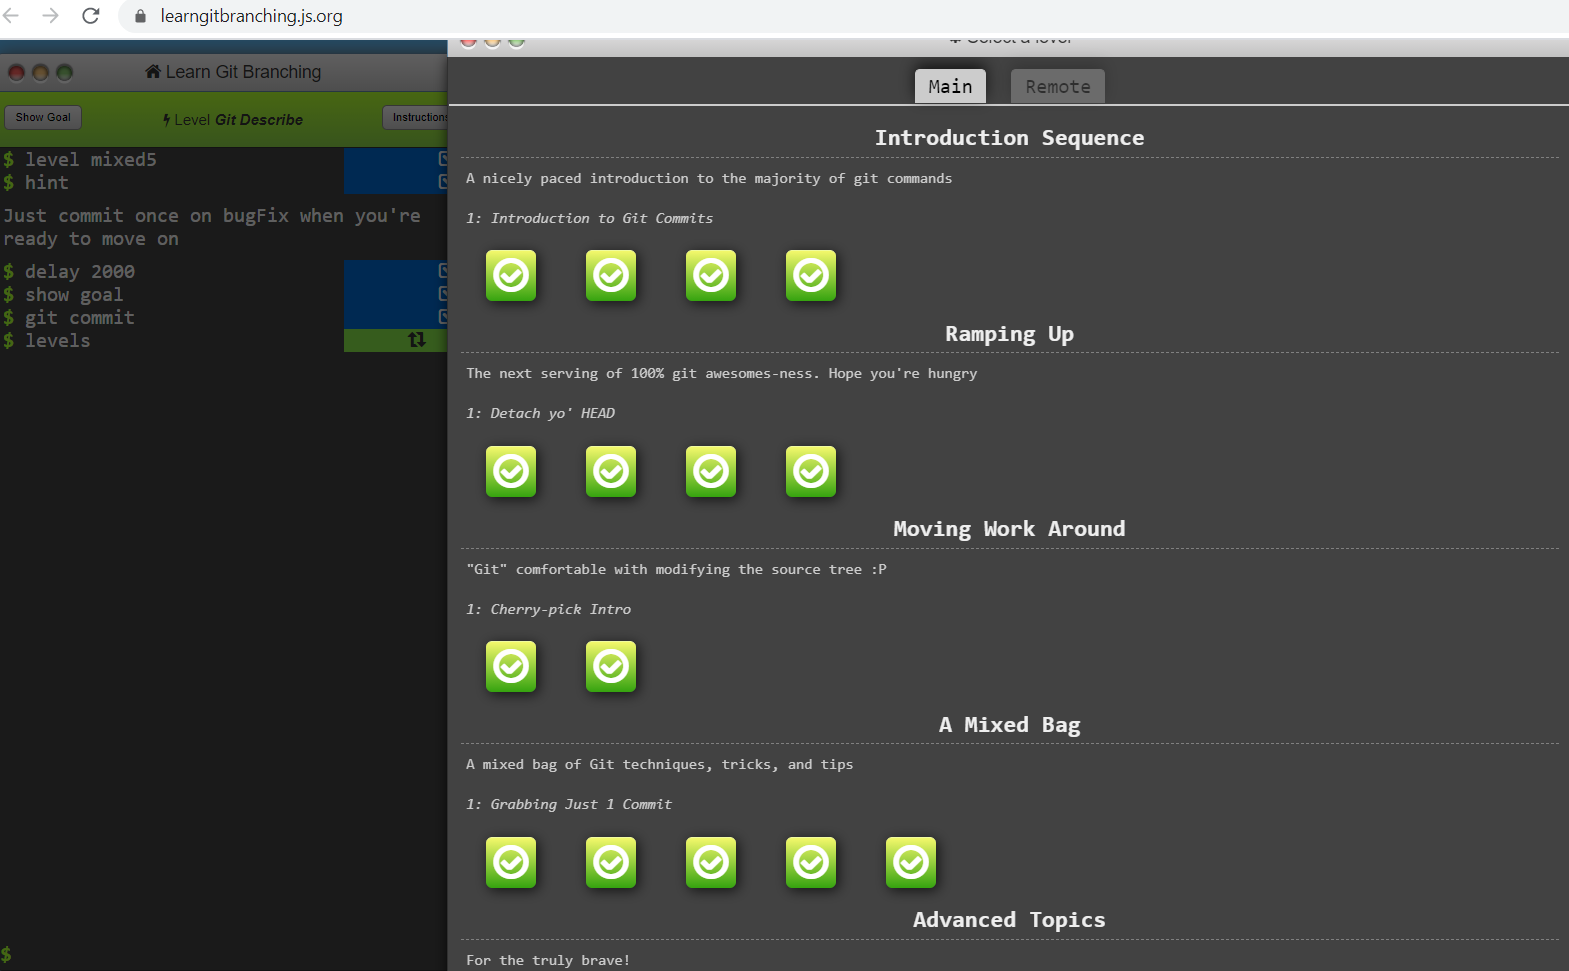 learngitbranching.js.org
Select a level
Learn Git Branching
Main
Remote
Show Goal
Level Git Describe
Instructions
$ level mixed5
$ hint
Just commit once on bugFix when you're
ready to move on
$ delay 2000
$ show goal
$ git commit
$ levels
$
Introduction Sequence
A nicely paced introduction to the majority of git commands
1: Introduction to Git Commits
Ramping Up
The next serving of 100% git awesomes-ness. Hope you're hungry
1: Detach yo' HEAD
Moving Work Around
"Git" comfortable with modifying the source tree :P
1: Cherry-pick Intro
A Mixed Bag
A mixed bag of Git techniques, tricks, and tips
1: Grabbing Just 1 Commit
Advanced Topics
For the truly brave!